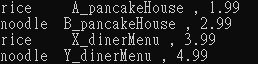 rice     A_pancakeHouse , 1.99
noodle  B_pancakeHouse , 2.99
rice     X_dinerMenu , 3.99
noodle  Y_dinerMenu , 4.99